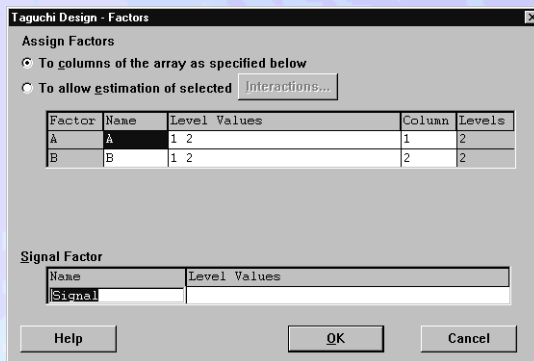 Taguchi Design - Factors
Assign Factors
To columns of the array as specified below
To allow estimation of selected Interactions...
Factor Name Level Values Column Levels
A A 1 2 1 2
B B 1 2 2 2
Signal Factor
Name Level Values
Signal
Help OK Cancel